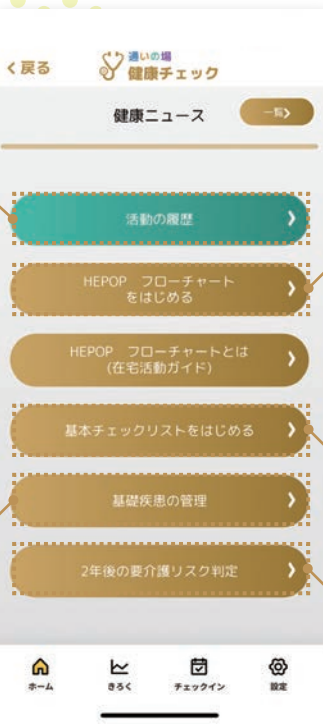 < 戻る
通いの場
健康チェック
健康ニュース
一覧>
活動の履歴
HEPOP　フローチャート
をはじめる
HEPOP　フローチャートとは
(在宅活動ガイド)
基本チェックリストをはじめる
基礎疾患の管理
2年後の要介護リスク判定
ホーム
きろく
チェックイン
設定